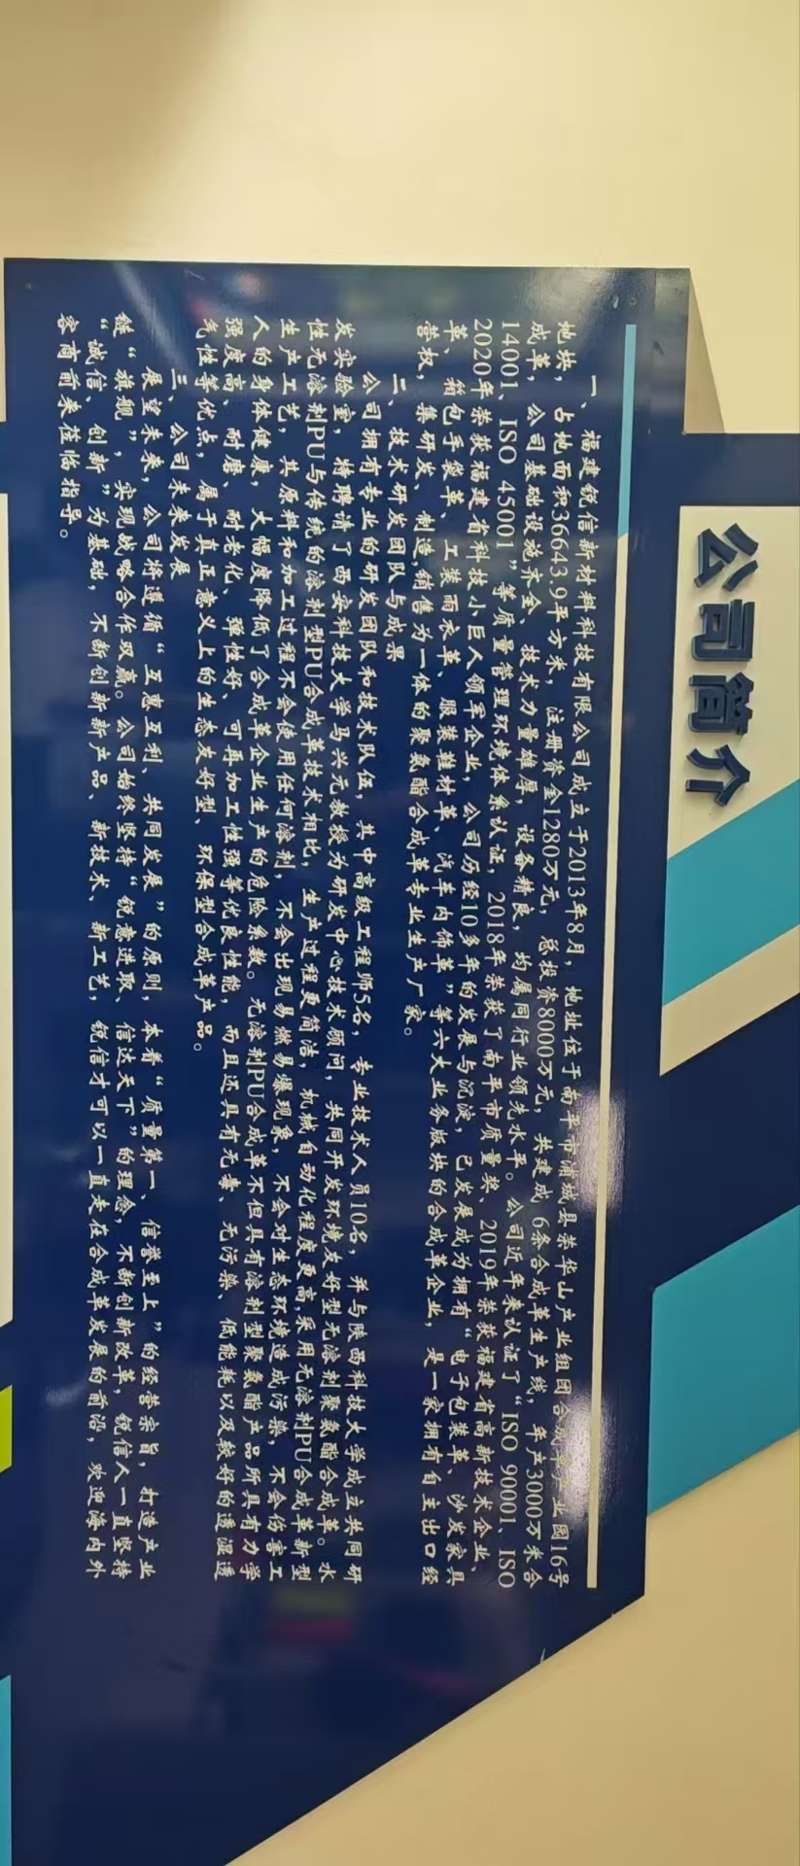 公司简介
一、福建锐信新材料科技有限公司成立于2013年8月，地址位于南平市浦城县荣华山产业组团合成革产业园16号
地块，占地面积36643.9平方米，注册资金1280万元，总投资8000万元，共建成6条合成革生产线，年产3000万米合
成革，公司基础设施齐全、技术力量雄厚，设备精良，均属同行业领先水平。公司近年来认证了“ISO 90001、ISO
14001、ISO 45001”等质量管理环境体系认证，2018年荣获了南平市质量奖、2019年荣获福建省高新技术企业、
2020年荣获福建省科技小巨人领军企业，公司历经10多年的发展与沉淀，已发展成为拥有“电子包装革、沙发家具
革、箱包手袋革、工装雨衣革、服装鞋材革、汽车内饰革”等六大业务版块的合成革企业，是一家拥有自主出口经
营权，集研发、制造,销售为一体的聚氨酯合成革专业生产厂家。
二、技术研发团队与成果
公司拥有专业的研发团队和技术队伍，其中高级工程师5名，专业技术人员10名，并与陕西科技大学成立共同研
发实验室，特聘请了西安科技大学马兴元教授为研发中心技术顾问，共同开发环境友好型无溶剂聚氨酯合成革。水
性无溶剂PU与传统的溶剂型PU合成革技术相比，生产过程更简洁，机械自动化程度更高,采用无溶剂PU合成革新型
生产工艺，其原料和加工过程不会使用任何溶剂，不会出现易燃易爆现象，不会对生态环境造成污染，不会伤害工
人的身体健康，大幅度降低了合成革企业生产的危险系数。无溶剂PU合成革不但具有溶剂型聚氨酯产品所具有力学
强度高、耐磨、耐老化、弹性好、可再加工性强等优良性能，而且还具有无毒、无污染、低能耗以及较好的透湿透
气性等优点，属于真正意义上的生态友好型、环保型合成革产品。
三、公司未来发展
展望未来，公司将遵循“互惠互利、共同发展”的原则，本着“质量第一、信誉至上”的经营宗旨，打造产业
链“旗舰”，实现战略合作双赢。公司始终坚持“锐意进取、信达天下”的理念，不断创新改革，锐信人一直坚持
“诚信、创新”为基础，不断创新新产品、新技术、新工艺，锐信才可以一直走在合成革发展的前沿，欢迎海内外
客商前来莅临指导。